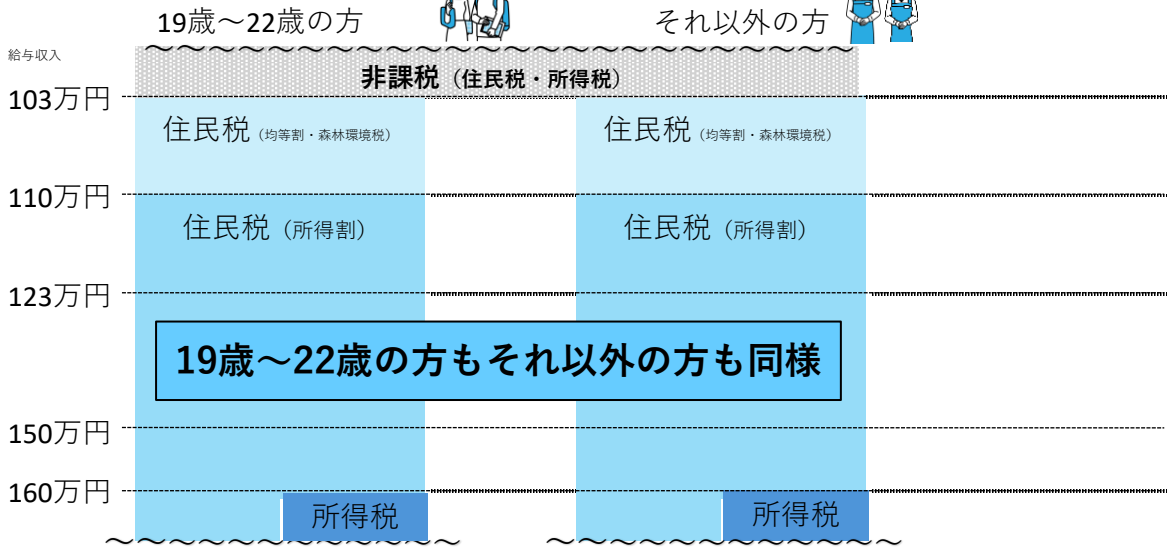 19歳～22歳の方
それ以外の方
給与収入
非課税（住民税・所得税）
103万円
住民税（均等割・森林環境税）
住民税（均等割・森林環境税）
110万円
住民税（所得割）
住民税（所得割）
123万円
19歳～22歳の方もそれ以外の方も同様
150万円
160万円
所得税
所得税